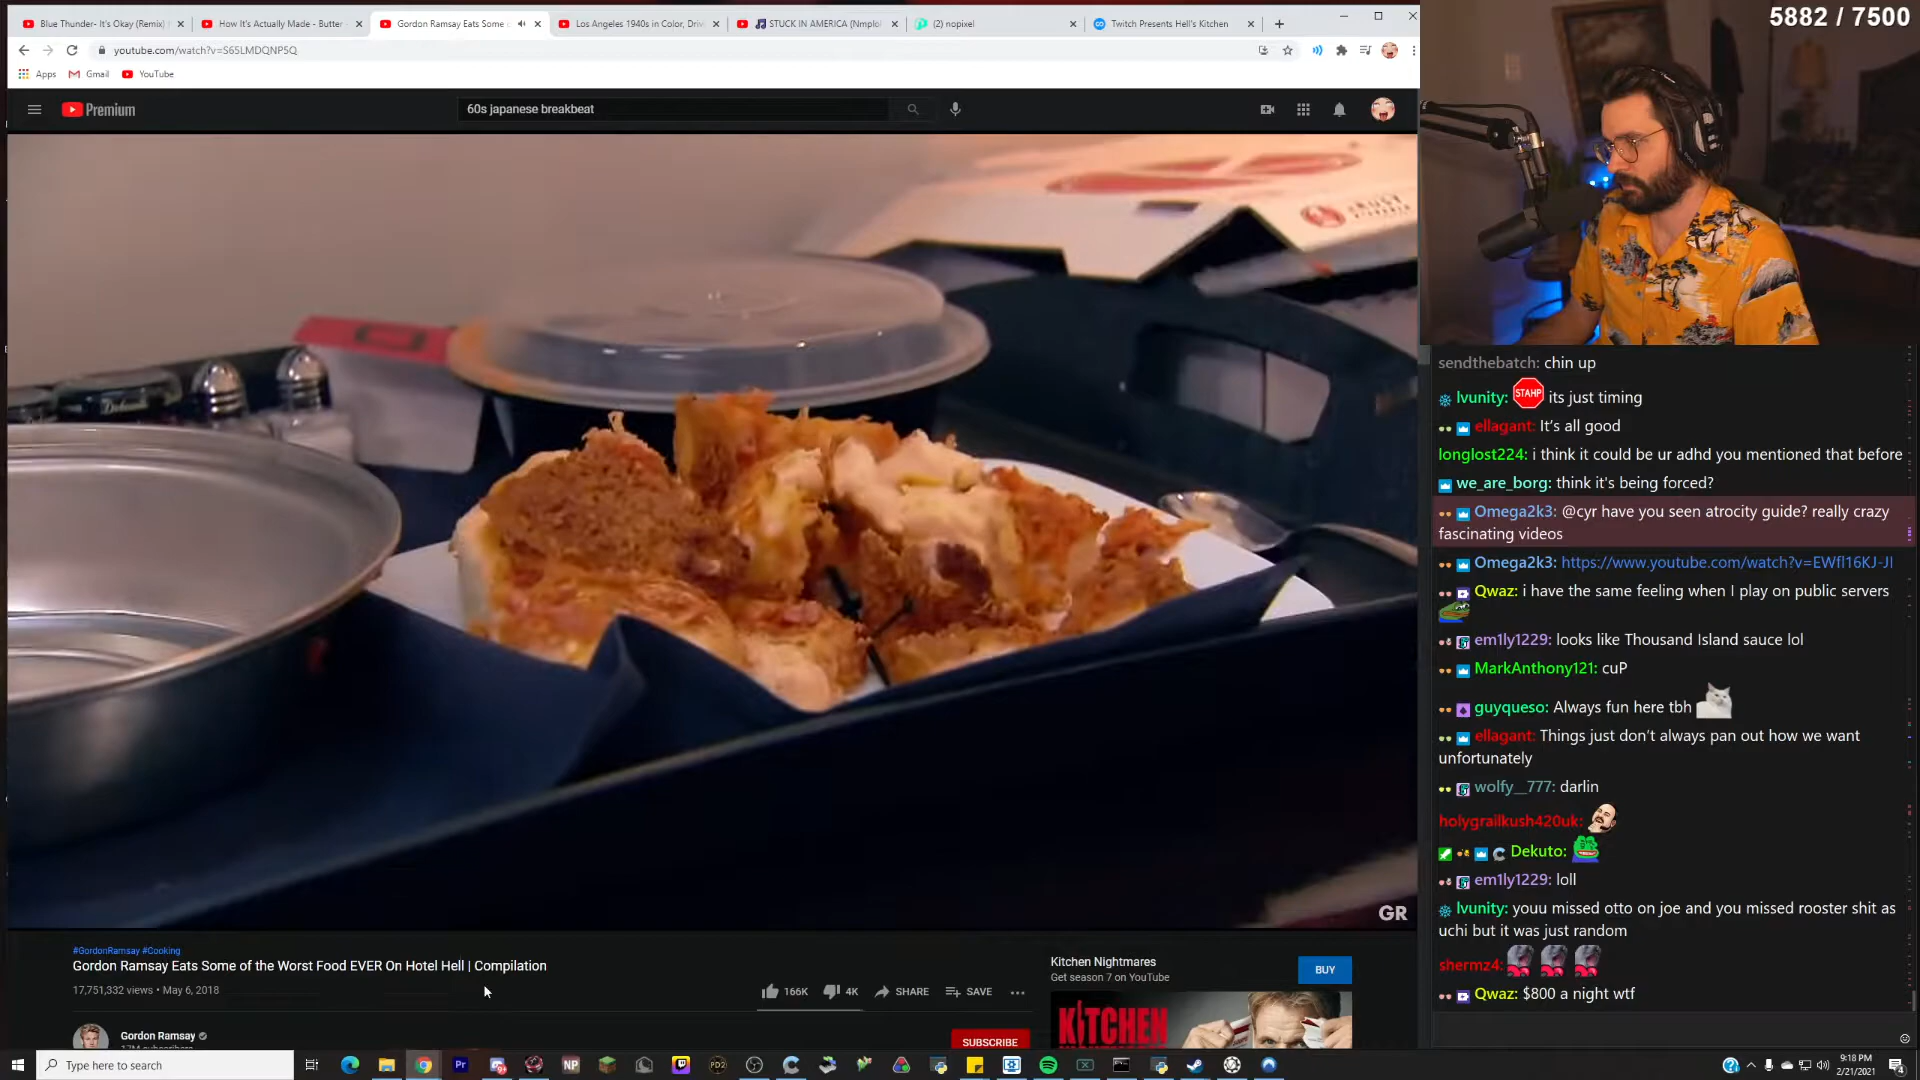 5882 / 7500
Blue Thunder- It's Okay (Remix)
How It's Actually Made - Butter -
Gordon Ramsay Eats Some
Los Angeles 1940s in Color, Driv
STUCK IN AMERICA (Nmplo
(2) nopixel
Twitch Presents Hell's Kitchen
youtube.com/watch?v=S65LMDQNP5Q
Apps
Gmail
YouTube
Premium
60s japanese breakbeat
sendthebatch: chin up
lvunity: STAHP its just timing
ellagant: It's all good
longlost224: i think it could be ur adhd you mentioned that before
we_are_borg: think it's being forced?
Omega2k3: @cyr have you seen atrocity guide? really crazy
fascinating videos
Omega2k3: https://www.youtube.com/watch?v=EWfl16KJ-JI
Qwaz: i have the same feeling when I play on public servers
em1ly1229: looks like Thousand Island sauce lol
MarkAnthony121: cuP
guyqueso: Always fun here tbh
ellagant: Things just don't always pan out how we want
unfortunately
wolfy__777: darlin
holygrailkush420uk:
Dekuto:
em1ly1229: loll
lvunity: youu missed otto on joe and you missed rooster shit as
uchi but it was just random
shermz4:
Qwaz: $800 a night wtf
GR
#GordonRamsay #Cooking
Gordon Ramsay Eats Some of the Worst Food EVER On Hotel Hell | Compilation
17,751,332 views • May 6, 2018
166K
4K
SHARE
SAVE
Kitchen Nightmares
Get season 7 on YouTube
BUY
KITCHEN
Gordon Ramsay
SUBSCRIBE
Type here to search
Pr
NP
PD2
9:18 PM
2/21/2021